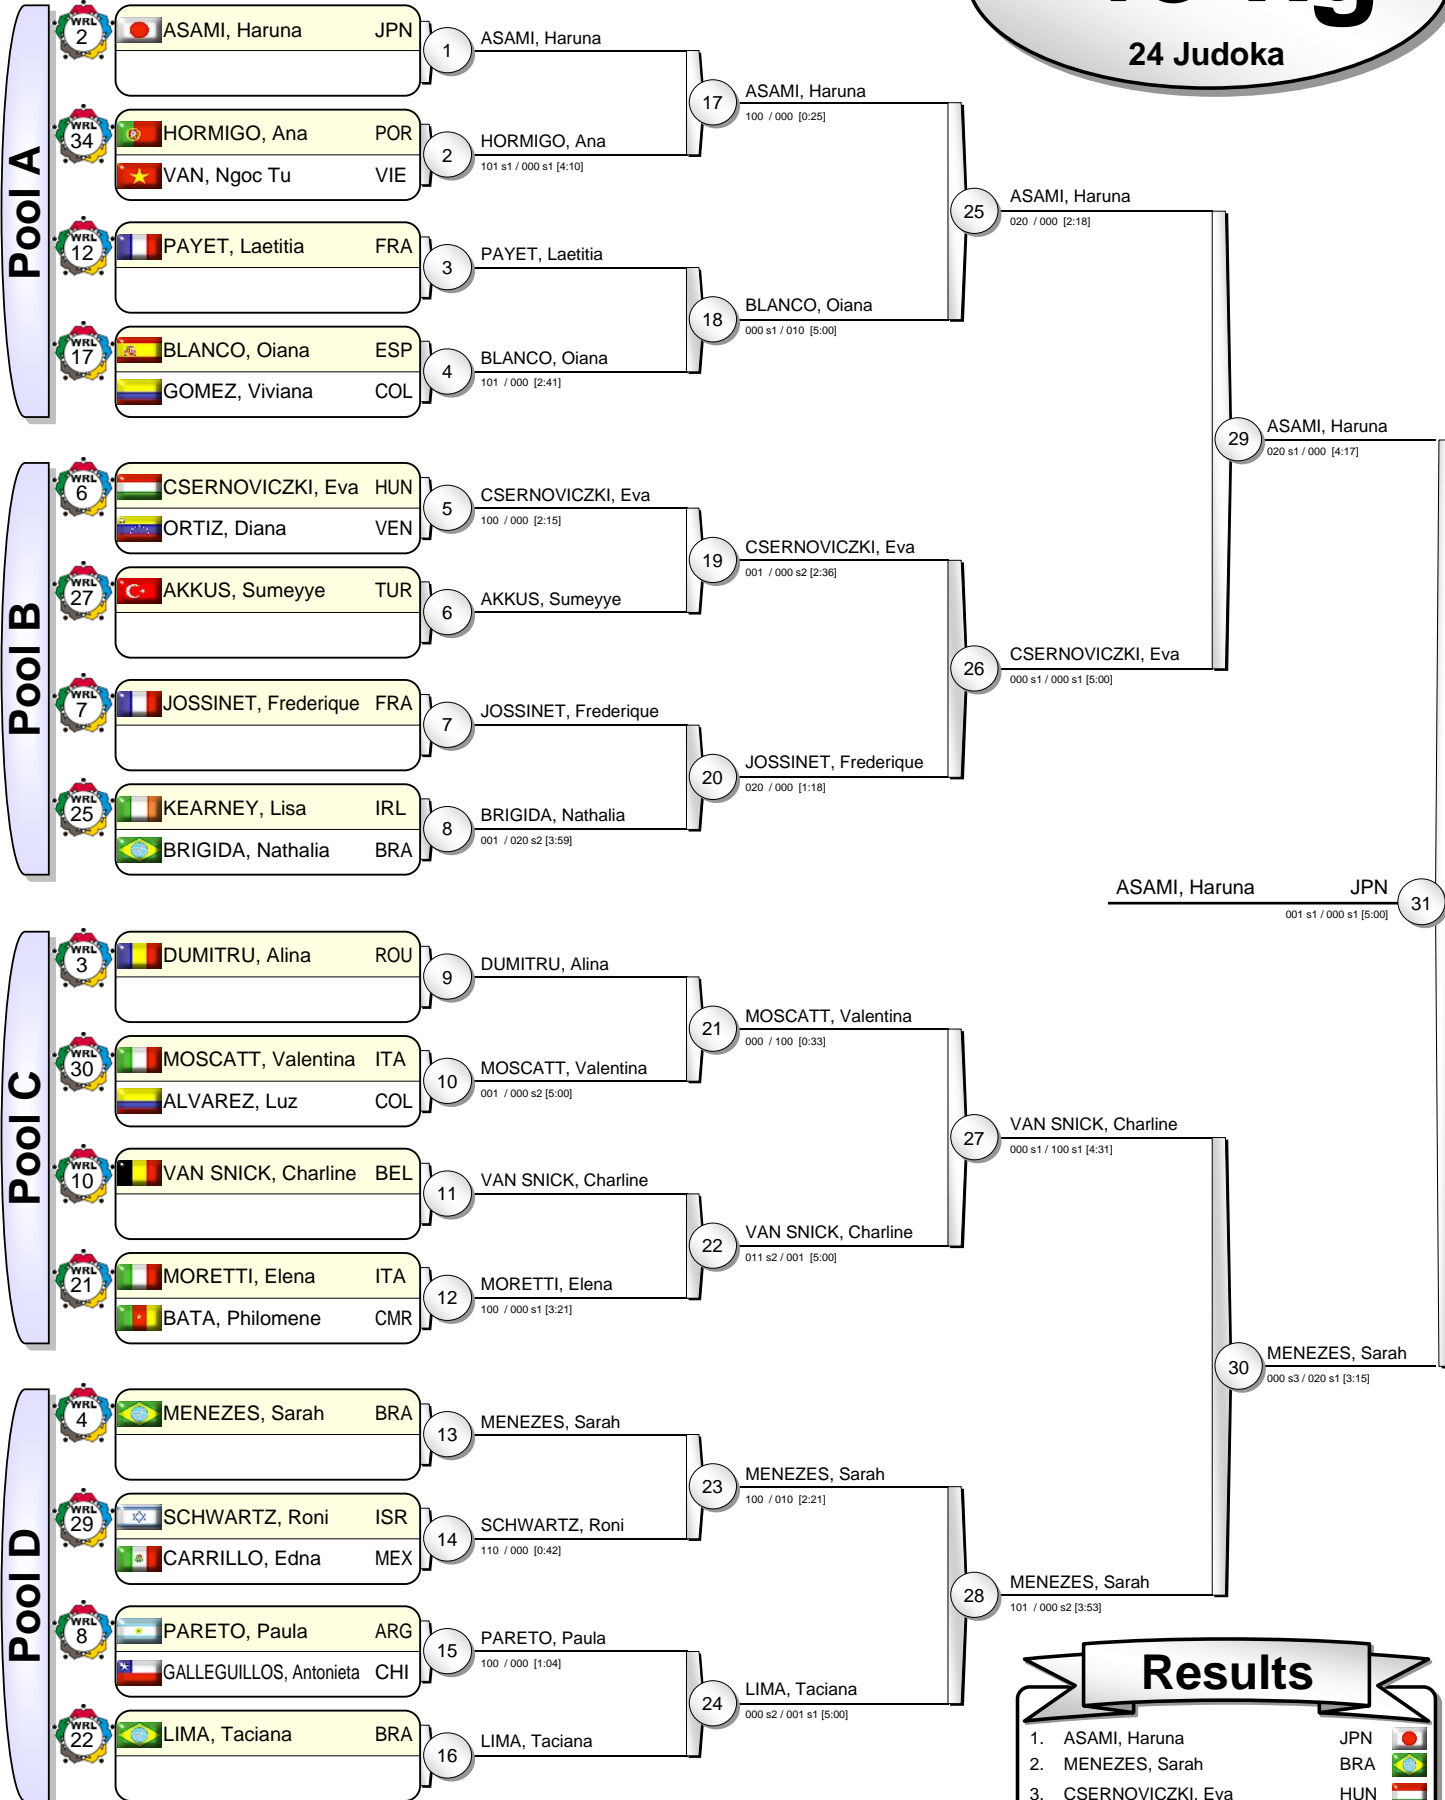 24 Judoka
Pool A
WRL 2
ASAMI, Haruna JPN
1
ASAMI, Haruna
WRL 34
HORMIGO, Ana POR
VAN, Ngoc Tu VIE
2
HORMIGO, Ana
101 s1 / 000 s1 [4:10]
17
ASAMI, Haruna
100 / 000 [0:25]
WRL 12
PAYET, Laetitia FRA
3
PAYET, Laetitia
WRL 17
BLANCO, Oiana ESP
GOMEZ, Viviana COL
4
BLANCO, Oiana
101 / 000 [2:41]
18
BLANCO, Oiana
000 s1 / 010 [5:00]
25
ASAMI, Haruna
020 / 000 [2:18]
Pool B
WRL 6
CSERNOVICZKI, Eva HUN
ORTIZ, Diana VEN
5
CSERNOVICZKI, Eva
100 / 000 [2:15]
WRL 27
AKKUS, Sumeyye TUR
6
AKKUS, Sumeyye
19
CSERNOVICZKI, Eva
001 / 000 s2 [2:36]
WRL 7
JOSSINET, Frederique FRA
7
JOSSINET, Frederique
WRL 25
KEARNEY, Lisa IRL
BRIGIDA, Nathalia BRA
8
BRIGIDA, Nathalia
001 / 020 s2 [3:59]
20
JOSSINET, Frederique
020 / 000 [1:18]
26
CSERNOVICZKI, Eva
000 s1 / 000 s1 [5:00]
29
ASAMI, Haruna
020 s1 / 000 [4:17]
ASAMI, Haruna JPN
001 s1 / 000 s1 [5:00]
31
Pool C
WRL 3
DUMITRU, Alina ROU
9
DUMITRU, Alina
WRL 30
MOSCATT, Valentina ITA
ALVAREZ, Luz COL
10
MOSCATT, Valentina
001 / 000 s2 [5:00]
21
MOSCATT, Valentina
000 / 100 [0:33]
WRL 10
VAN SNICK, Charline BEL
11
VAN SNICK, Charline
WRL 21
MORETTI, Elena ITA
BATA, Philomene CMR
12
MORETTI, Elena
100 / 000 s1 [3:21]
22
VAN SNICK, Charline
011 s2 / 001 [5:00]
27
VAN SNICK, Charline
000 s1 / 100 s1 [4:31]
Pool D
WRL 4
MENEZES, Sarah BRA
13
MENEZES, Sarah
WRL 29
SCHWARTZ, Roni ISR
CARRILLO, Edna MEX
14
SCHWARTZ, Roni
110 / 000 [0:42]
23
MENEZES, Sarah
100 / 010 [2:21]
WRL 8
PARETO, Paula ARG
GALLEGUILLOS, Antonieta CHI
15
PARETO, Paula
100 / 000 [1:04]
WRL 22
LIMA, Taciana BRA
16
LIMA, Taciana
24
LIMA, Taciana
000 s2 / 001 s1 [5:00]
28
MENEZES, Sarah
101 / 000 s2 [3:53]
30
MENEZES, Sarah
000 s3 / 020 s1 [3:15]
Results
1. ASAMI, Haruna JPN
2. MENEZES, Sarah BRA
3. CSERNOVICZKI, Eva HUN